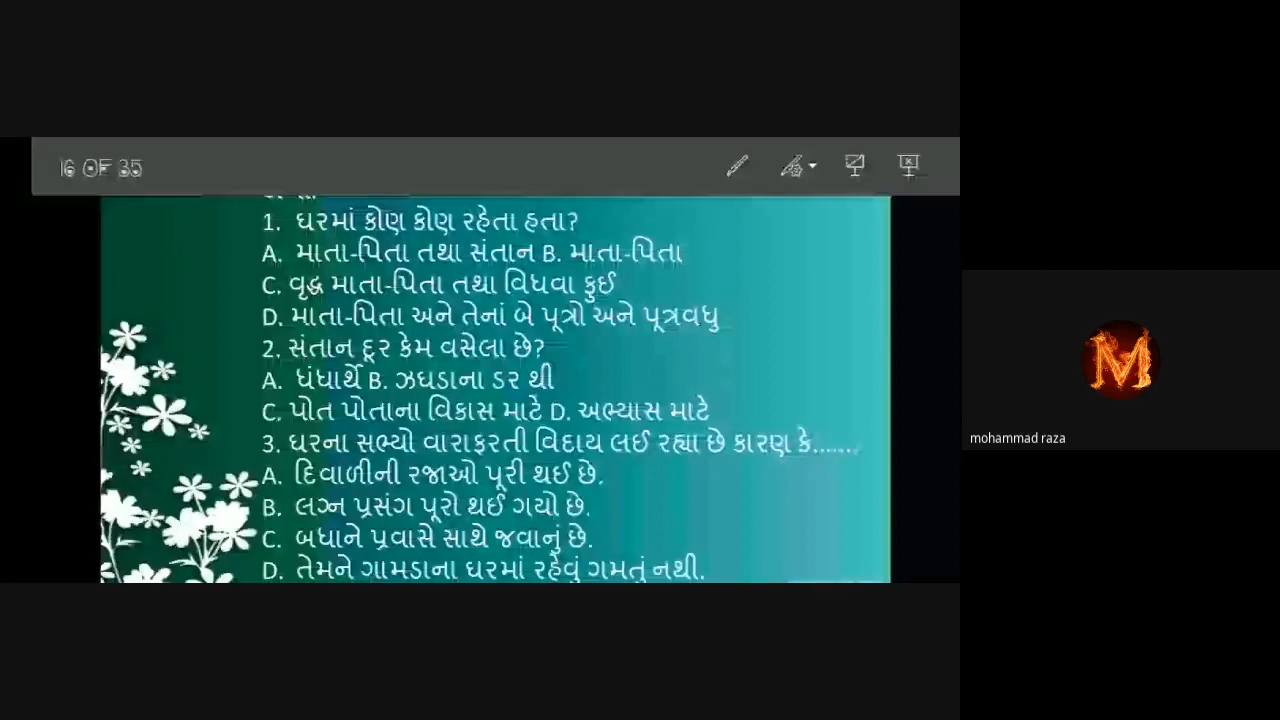 16 OF 35
1. ઘરમાં કોણ કોણ રહેતા હતા?
A. માતા-પિતા તથા સંતાન B. માતા-પિતા
C. વૃદ્ધ માતા-પિતા તથા વિધવા ફુઈ
D. માતા-પિતા અને તેનાં બે પૂત્રો અને પૂત્રવધુ
2. સંતાન દૂર કેમ વસેલા છે?
A. ધંધાર્થે B. ઝઘડાના ડર થી
C. પોત પોતાના વિકાસ માટે D. અભ્યાસ માટે
3. ઘરના સભ્યો વારાફરતી વિદાય લઈ રહ્યા છે કારણ કે.......
A. દિવાળીની રજાઓ પૂરી થઈ છે.
B. લગ્ન પ્રસંગ પૂરો થઈ ગયો છે.
C. બધાને પ્રવાસે સાથે જવાનું છે.
D. તેમને ગામડાના ઘરમાં રહેવું ગમતું નથી.
mohammad raza